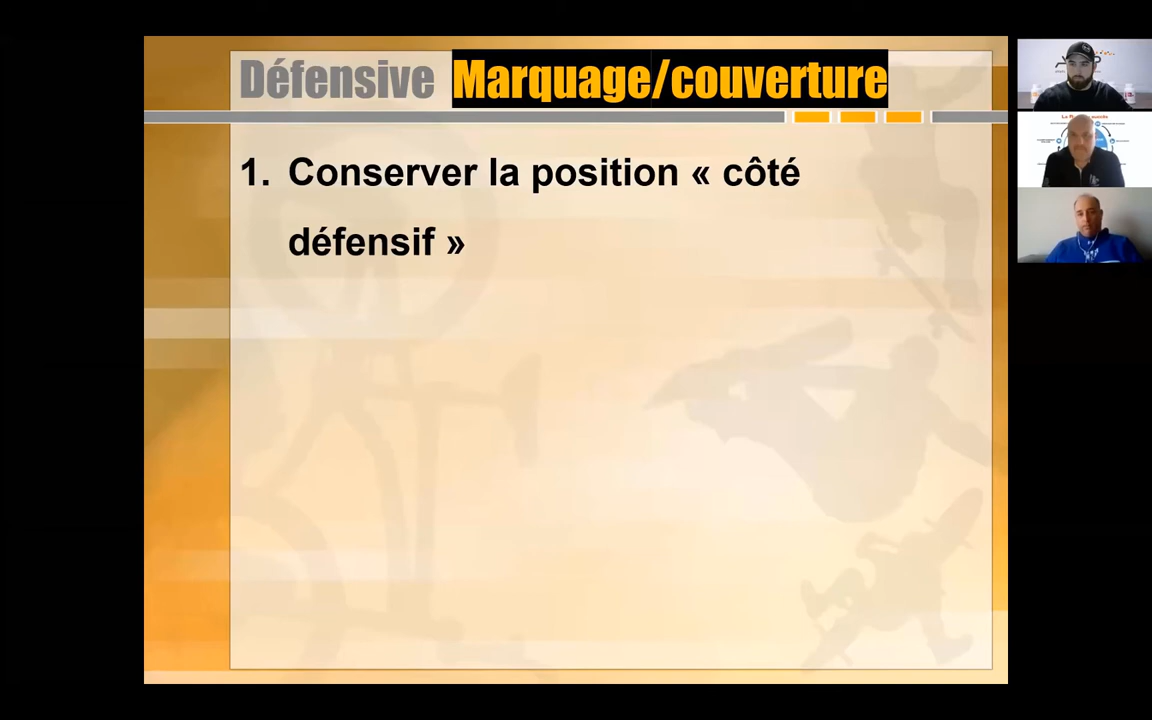 Défensive Marquage/couverture
1. Conserver la position « côté
défensif »